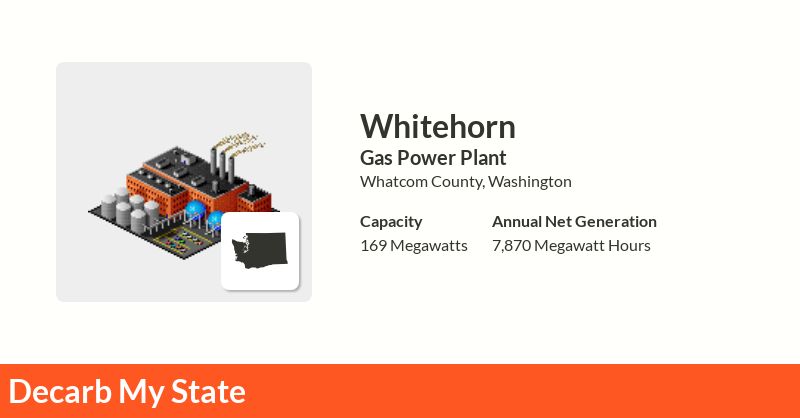 Whitehorn
Gas Power Plant
Whatcom County, Washington
Capacity
169 Megawatts
Annual Net Generation
7,870 Megawatt Hours
Decarb My State